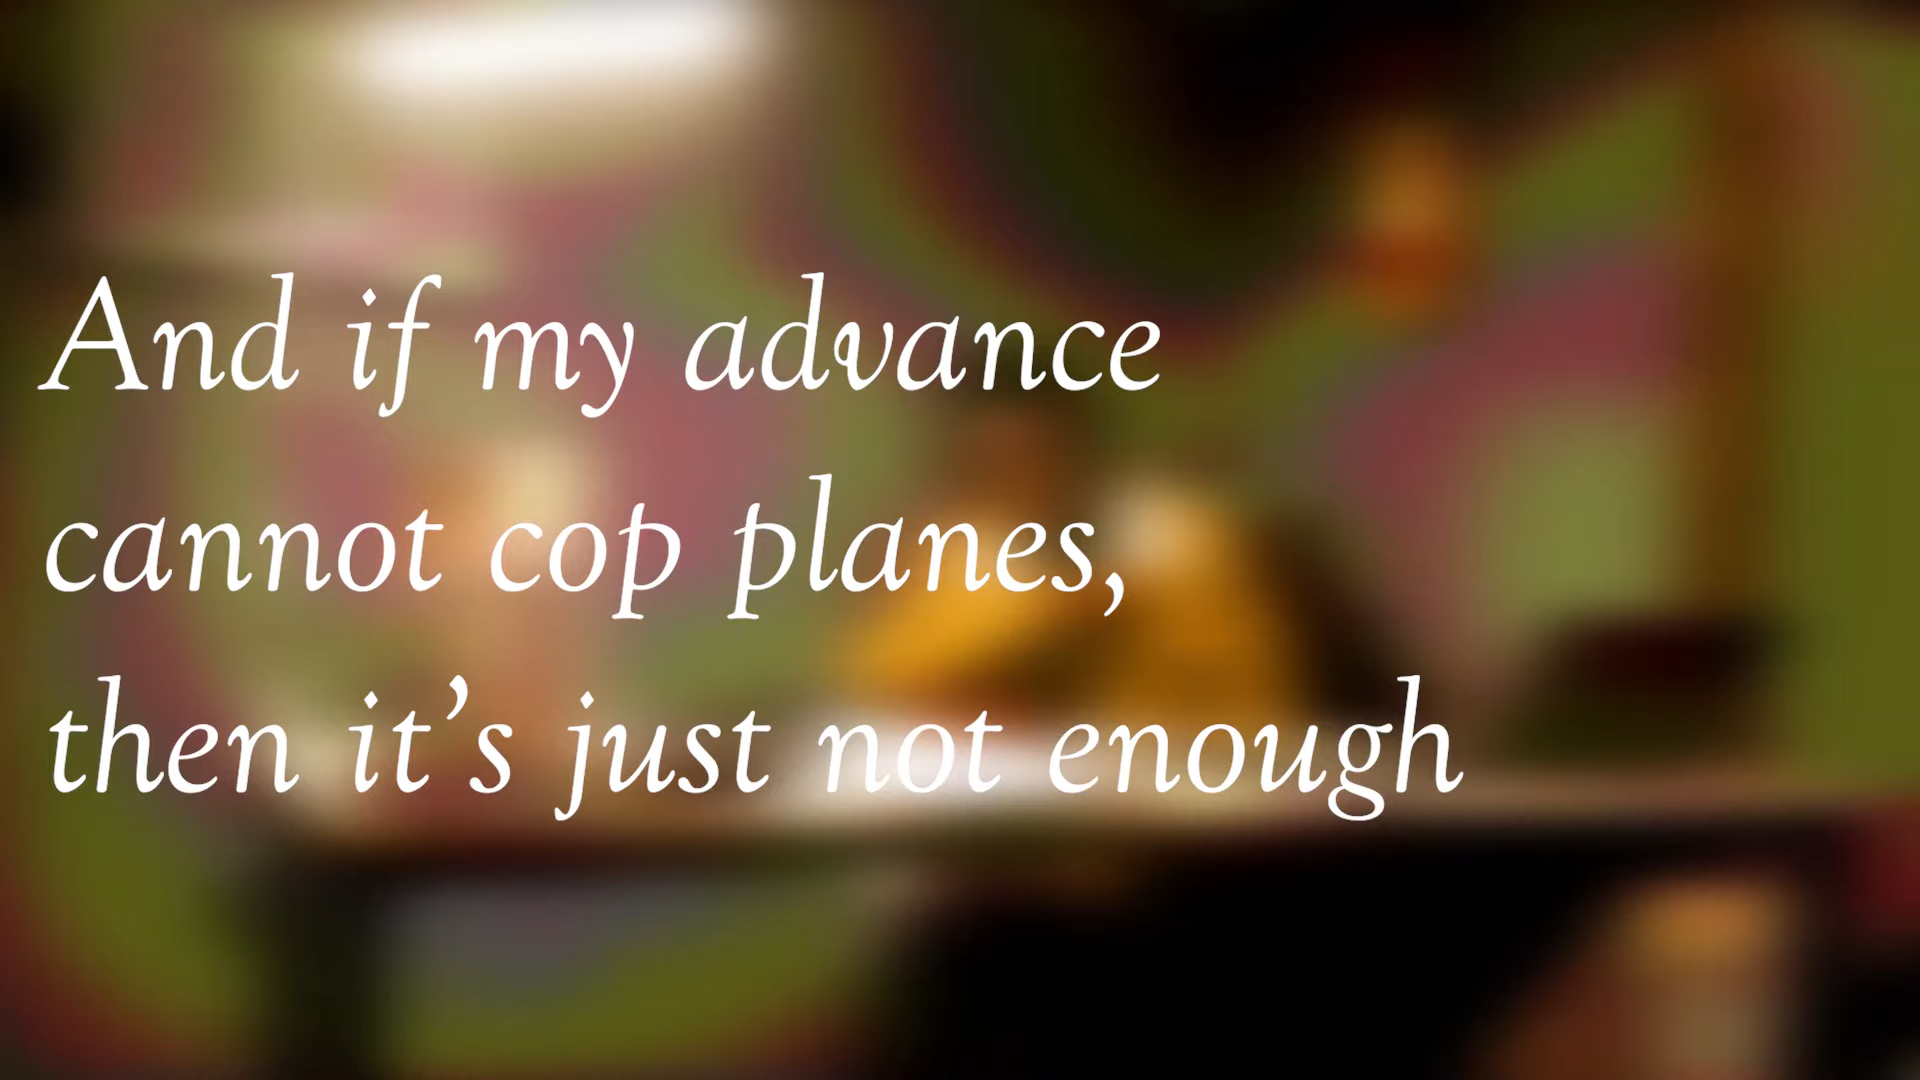 And if my advance
cannot cop planes,
then it’s just not enough